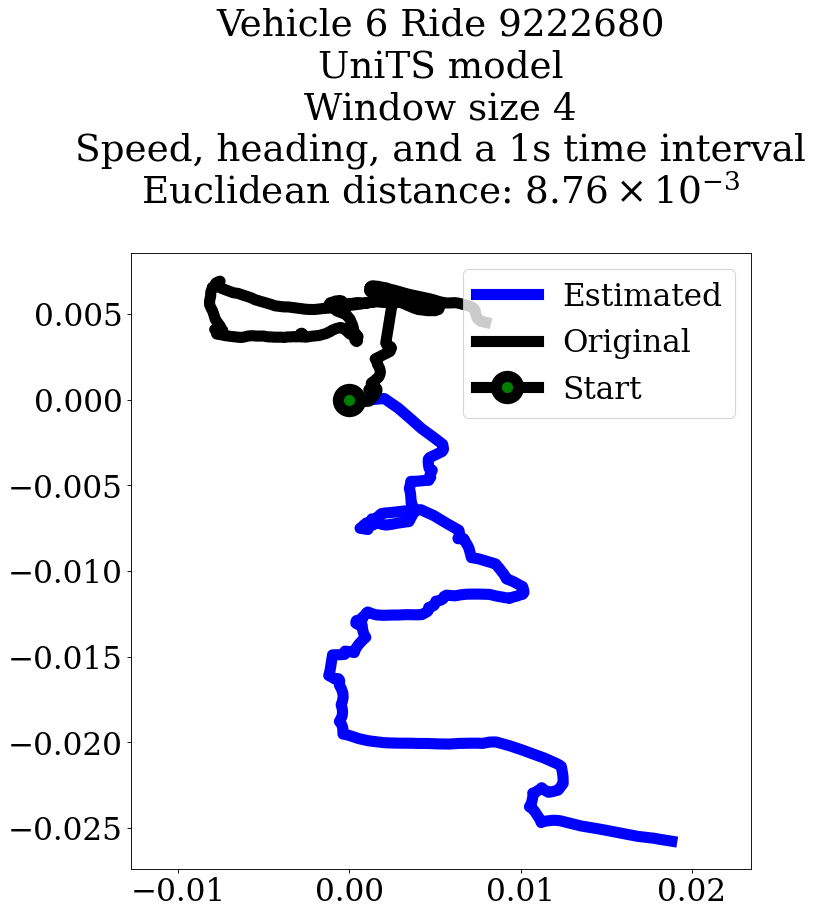 Vehicle 6 Ride 9222680
UniTS model
Window size 4
Speed, heading, and a 1s time interval
Euclidean distance: 8.76 × 10⁻³
Estimated
Original
Start
0.005
0.000
−0.005
−0.010
−0.015
−0.020
−0.025
−0.01
0.00
0.01
0.02